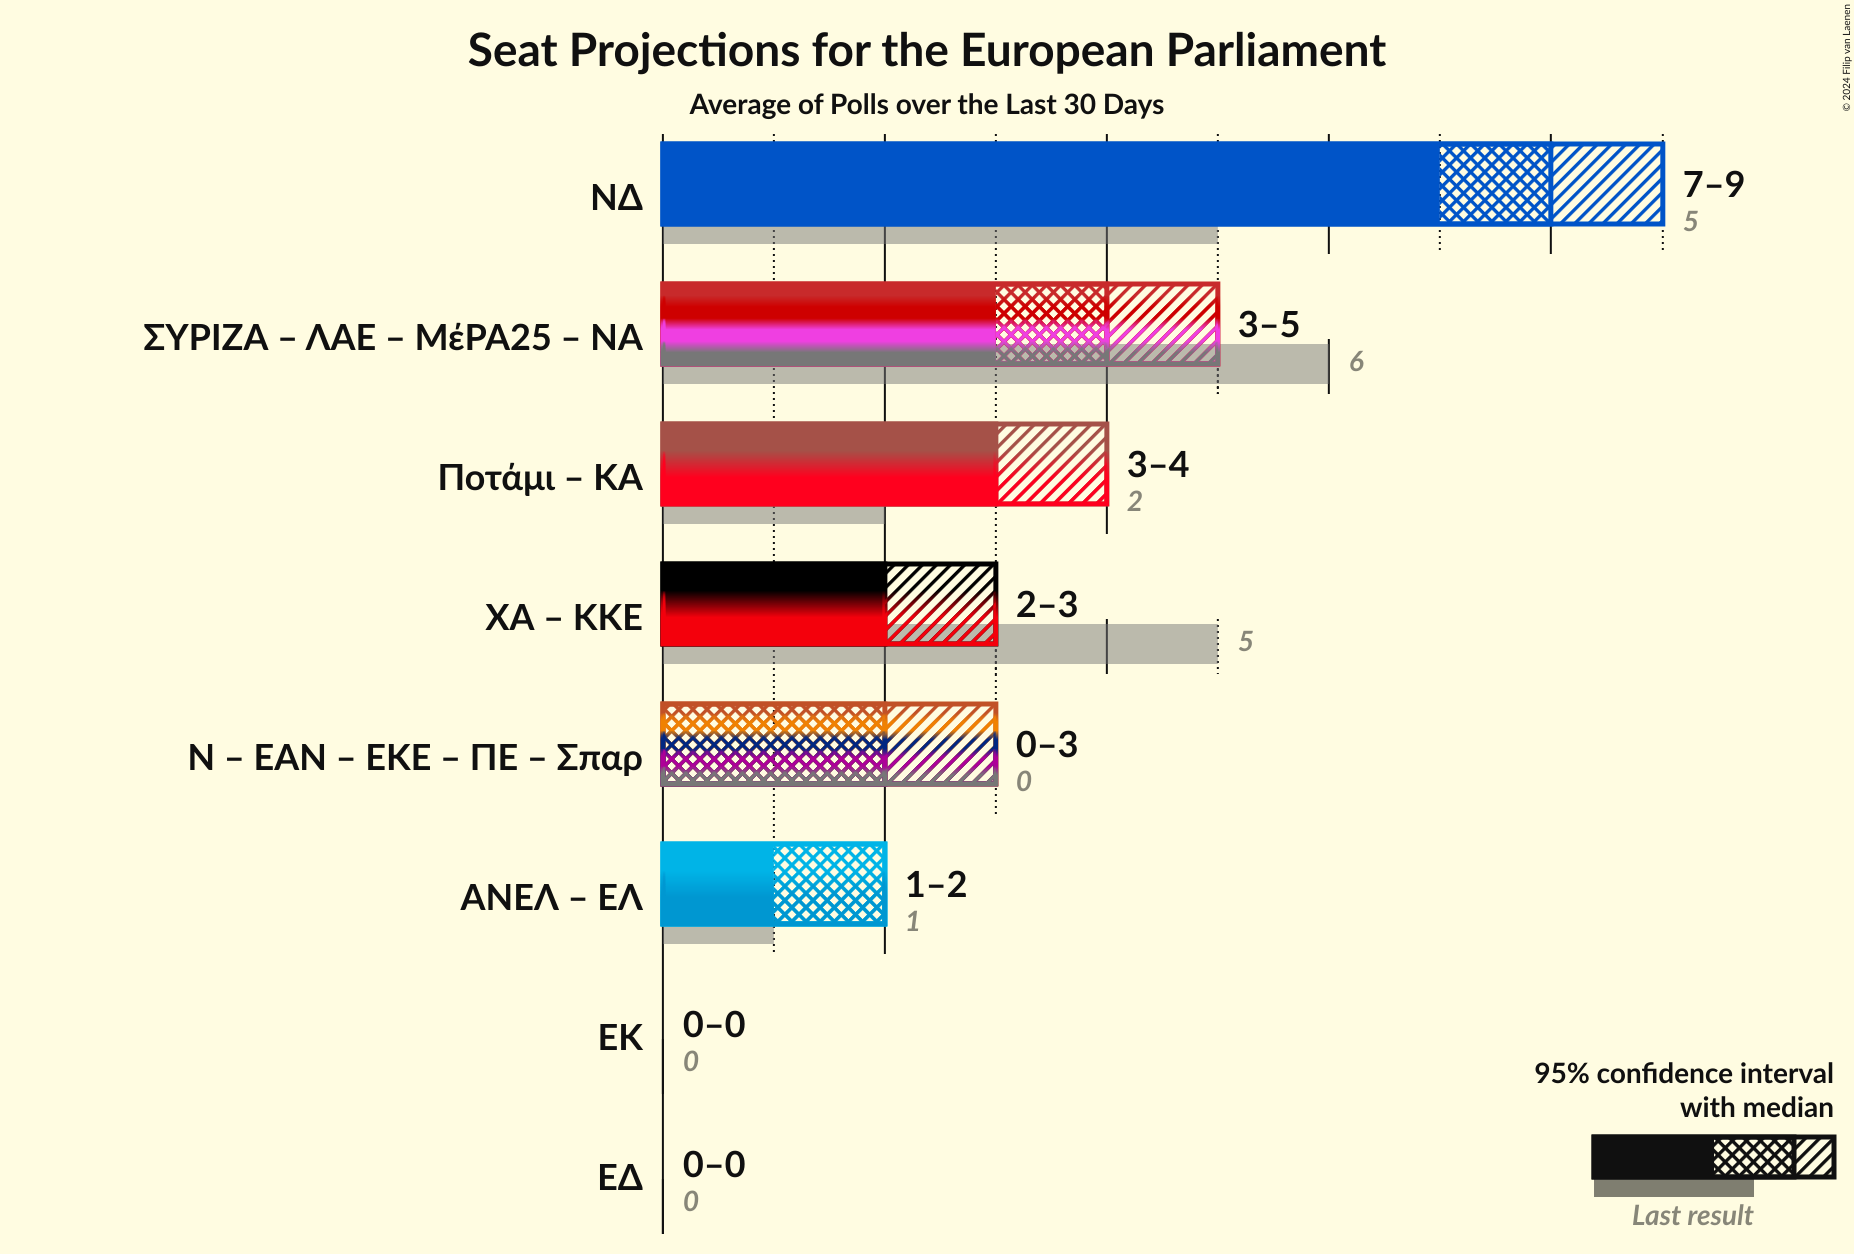 Seat Projections for the European Parliament
Average of Polls over the Last 30 Days
© 2024 Filip van Laenen
ΝΔ
7–9
5
ΣΥΡΙΖΑ – ΛΑΕ – ΜέΡΑ25 – ΝΑ
3–5
6
Ποτάμι – ΚΑ
3–4
2
ΧΑ – ΚΚΕ
2–3
5
Ν – ΕΑΝ – ΕΚΕ – ΠΕ – Σπαρ
0–3
0
ΑΝΕΛ – ΕΛ
1–2
1
ΕΚ
0–0
0
ΕΔ
0–0
0
95% confidence interval
with median
Last result